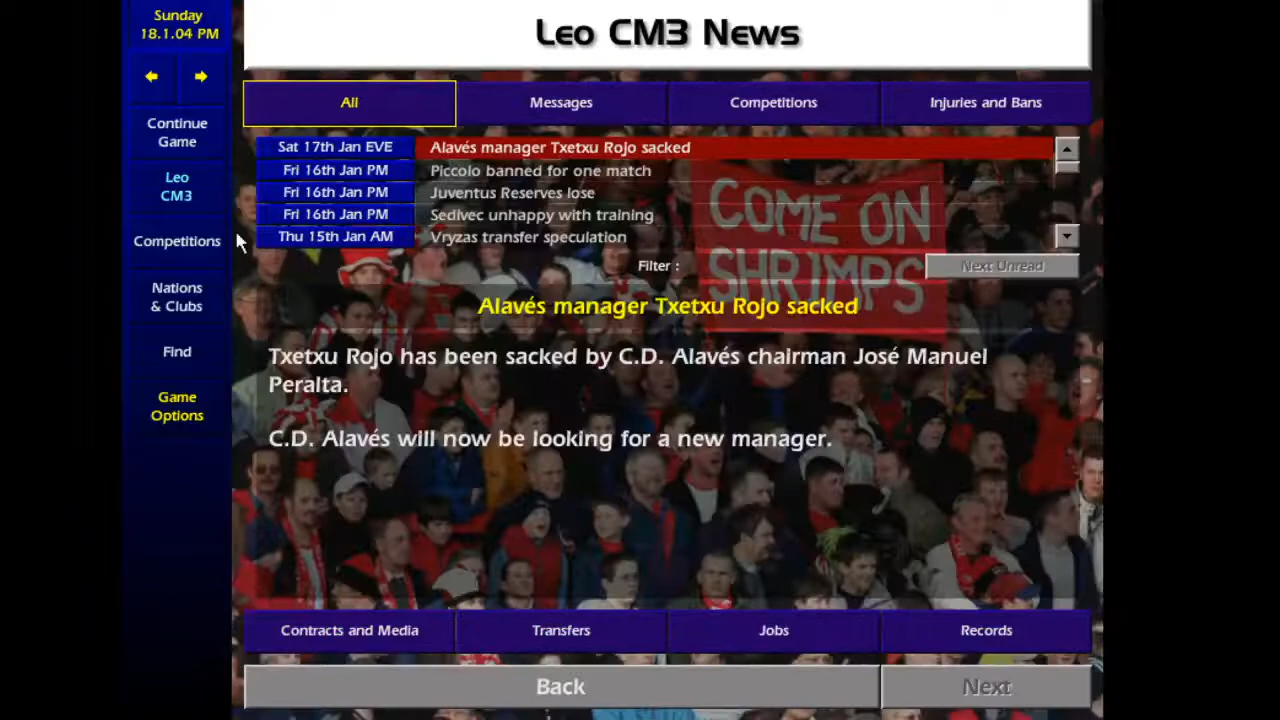 Sunday
18.1.04 PM
Continue
Game
Leo
CM3
Competitions
Nations
& Clubs
Find
Game
Options
Leo CM3 News
All
Messages
Competitions
Injuries and Bans
Sat 17th Jan EVE Alavés manager Txetxu Rojo sacked
Fri 16th Jan PM Piccolo banned for one match
Fri 16th Jan PM Juventus Reserves lose
Fri 16th Jan PM Sedivec unhappy with training
Thu 15th Jan AM Vryzas transfer speculation
COME ON
SHRIMPS
Filter :
Next Unread
Alavés manager Txetxu Rojo sacked
Txetxu Rojo has been sacked by C.D. Alavés chairman José Manuel
Peralta.
C.D. Alavés will now be looking for a new manager.
Contracts and Media
Transfers
Jobs
Records
Back
Next